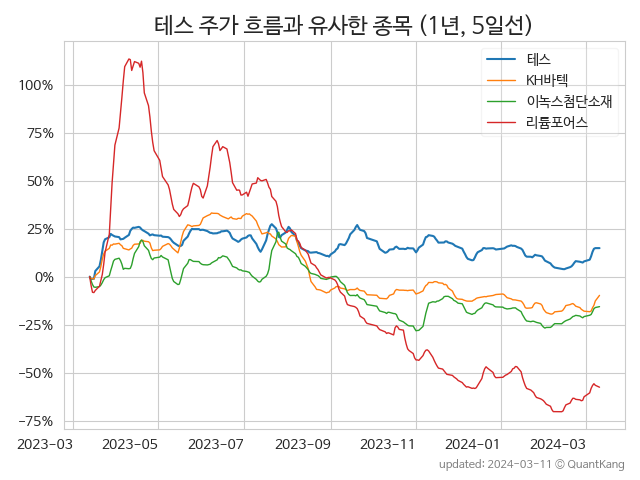 테스 주가 흐름과 유사한 종목 (1년, 5일선)
테스
KH바텍
이녹스첨단소재
리튬포어스
100%
75%
50%
25%
0%
−25%
−50%
−75%
2023-03
2023-05
2023-07
2023-09
2023-11
2024-01
2024-03
updated: 2024-03-11 © QuantKang